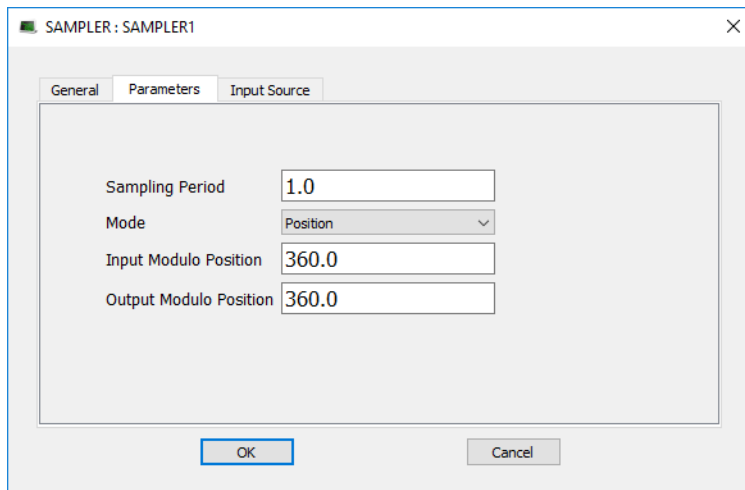 SAMPLER : SAMPLER1
General Parameters Input Source
Sampling Period 1.0
Mode Position
Input Modulo Position 360.0
Output Modulo Position 360.0
OK Cancel